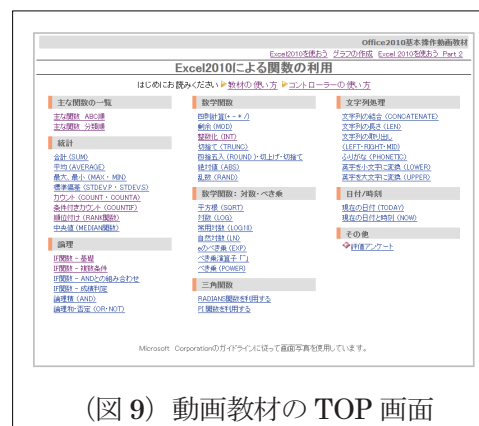 Office2010基本操作動画教材
Excel2010を使おう グラフの作成 Excel 2010を使おう Part 2
Excel2010による関数の利用
はじめにお読みください 教材の使い方 コントローラーの使い方
主な関数の一覧
主な関数 ABC順
主な関数 分類順
統計
合計 (SUM)
平均 (AVERAGE)
最大、最小 (MAX・MIN)
標準偏差 (STDEV.P・STDEV.S)
カウント (COUNT・COUNTA)
条件付きカウント (COUNTIF)
順位付け (RANK関数)
中央値 (MEDIAN関数)
論理
IF関数 - 基礎
IF関数 - 複数条件
IF関数 - ANDとの組み合わせ
IF関数 - 成績判定
論理積 (AND)
論理和・否定 (OR・NOT)
数学関数
四則計算(+ - * /)
剰余 (MOD)
整数化 (INT)
切捨て (TRUNC)
四捨五入 (ROUND)・切上げ・切捨て
絶対値 (ABS)
乱数 (RAND)
数学関数: 対数・べき乗
平方根 (SQRT)
対数 (LOG)
常用対数 (LOG10)
自然対数 (LN)
eのべき乗 (EXP)
べき乗演算子「^」
べき乗 (POWER)
三角関数
RADIANS関数を利用する
PI関数を利用する
文字列処理
文字列の結合 (CONCATENATE)
文字列の長さ (LEN)
文字列の取り出し
(LEFT・RIGHT・MID)
ふりがな (PHONETIC)
英字を小文字に変換 (LOWER)
英字を大文字に変換 (UPPER)
日付/時刻
現在の日付 (TODAY)
現在の日付と時刻 (NOW)
その他
評価アンケート
Microsoft Corporationのガイドラインに従って画面写真を使用しています。
(図 9) 動画教材の TOP 画面